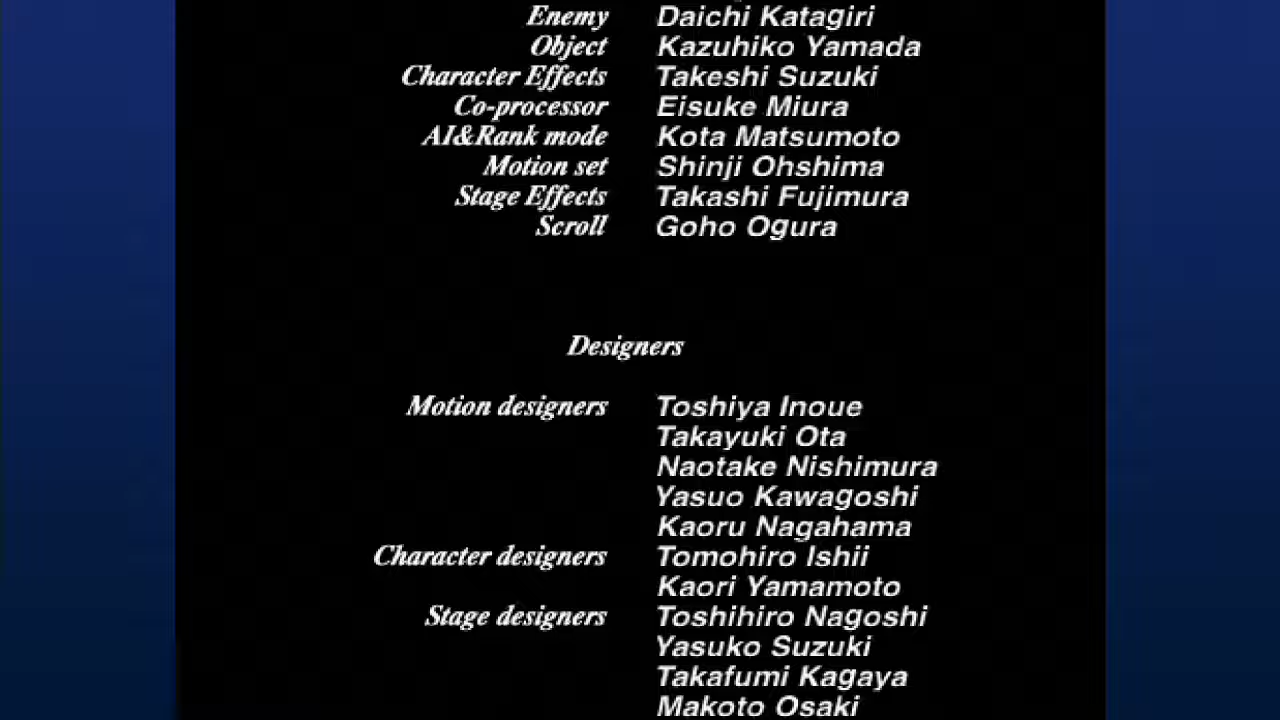 Enemy Daichi Katagiri
Object Kazuhiko Yamada
Character Effects Takeshi Suzuki
Co-processor Eisuke Miura
AI&Rank mode Kota Matsumoto
Motion set Shinji Ohshima
Stage Effects Takashi Fujimura
Scroll Goho Ogura
Designers
Motion designers Toshiya Inoue
Takayuki Ota
Naotake Nishimura
Yasuo Kawagoshi
Kaoru Nagahama
Character designers Tomohiro Ishii
Kaori Yamamoto
Stage designers Toshihiro Nagoshi
Yasuko Suzuki
Takafumi Kagaya
Makoto Osaki